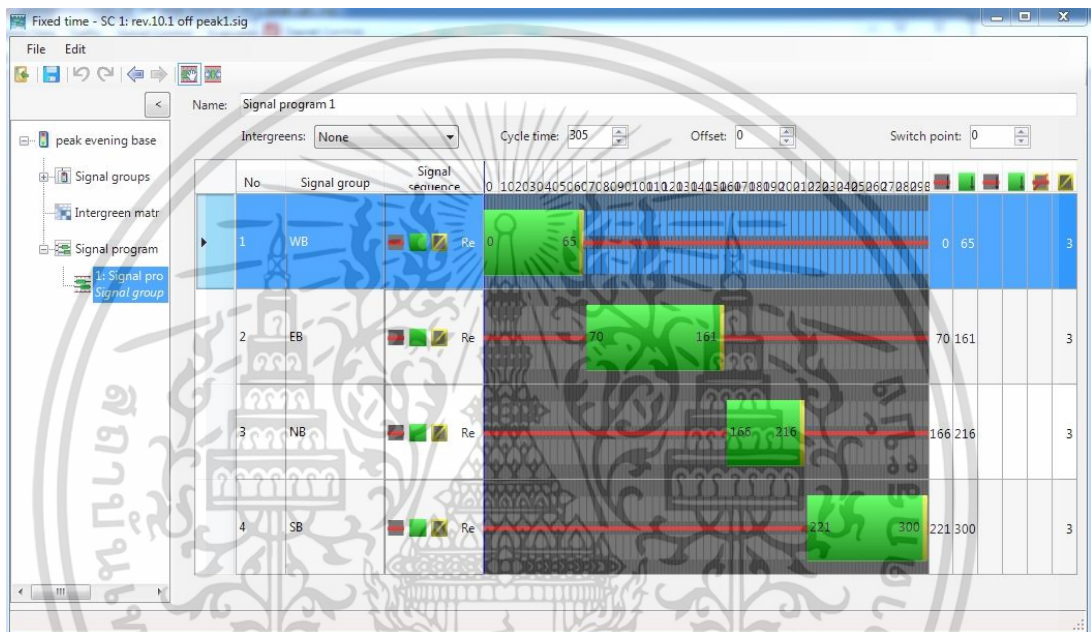 Fixed time - SC 1: rev.10.1 off peak1.sig
File Edit
Name: Signal program 1
Intergreens: None Cycle time: 305 Offset: 0 Switch point: 0
peak evening base
Signal groups
Intergreen matr
Signal program
1: Signal pro
Signal group
No Signal group Signal sequence
1 WB Re 0 65 0 65 3
2 EB Re 70 161 70 161 3
3 NB Re 166 216 166 216 3
4 SB Re 221 300 221 300 3